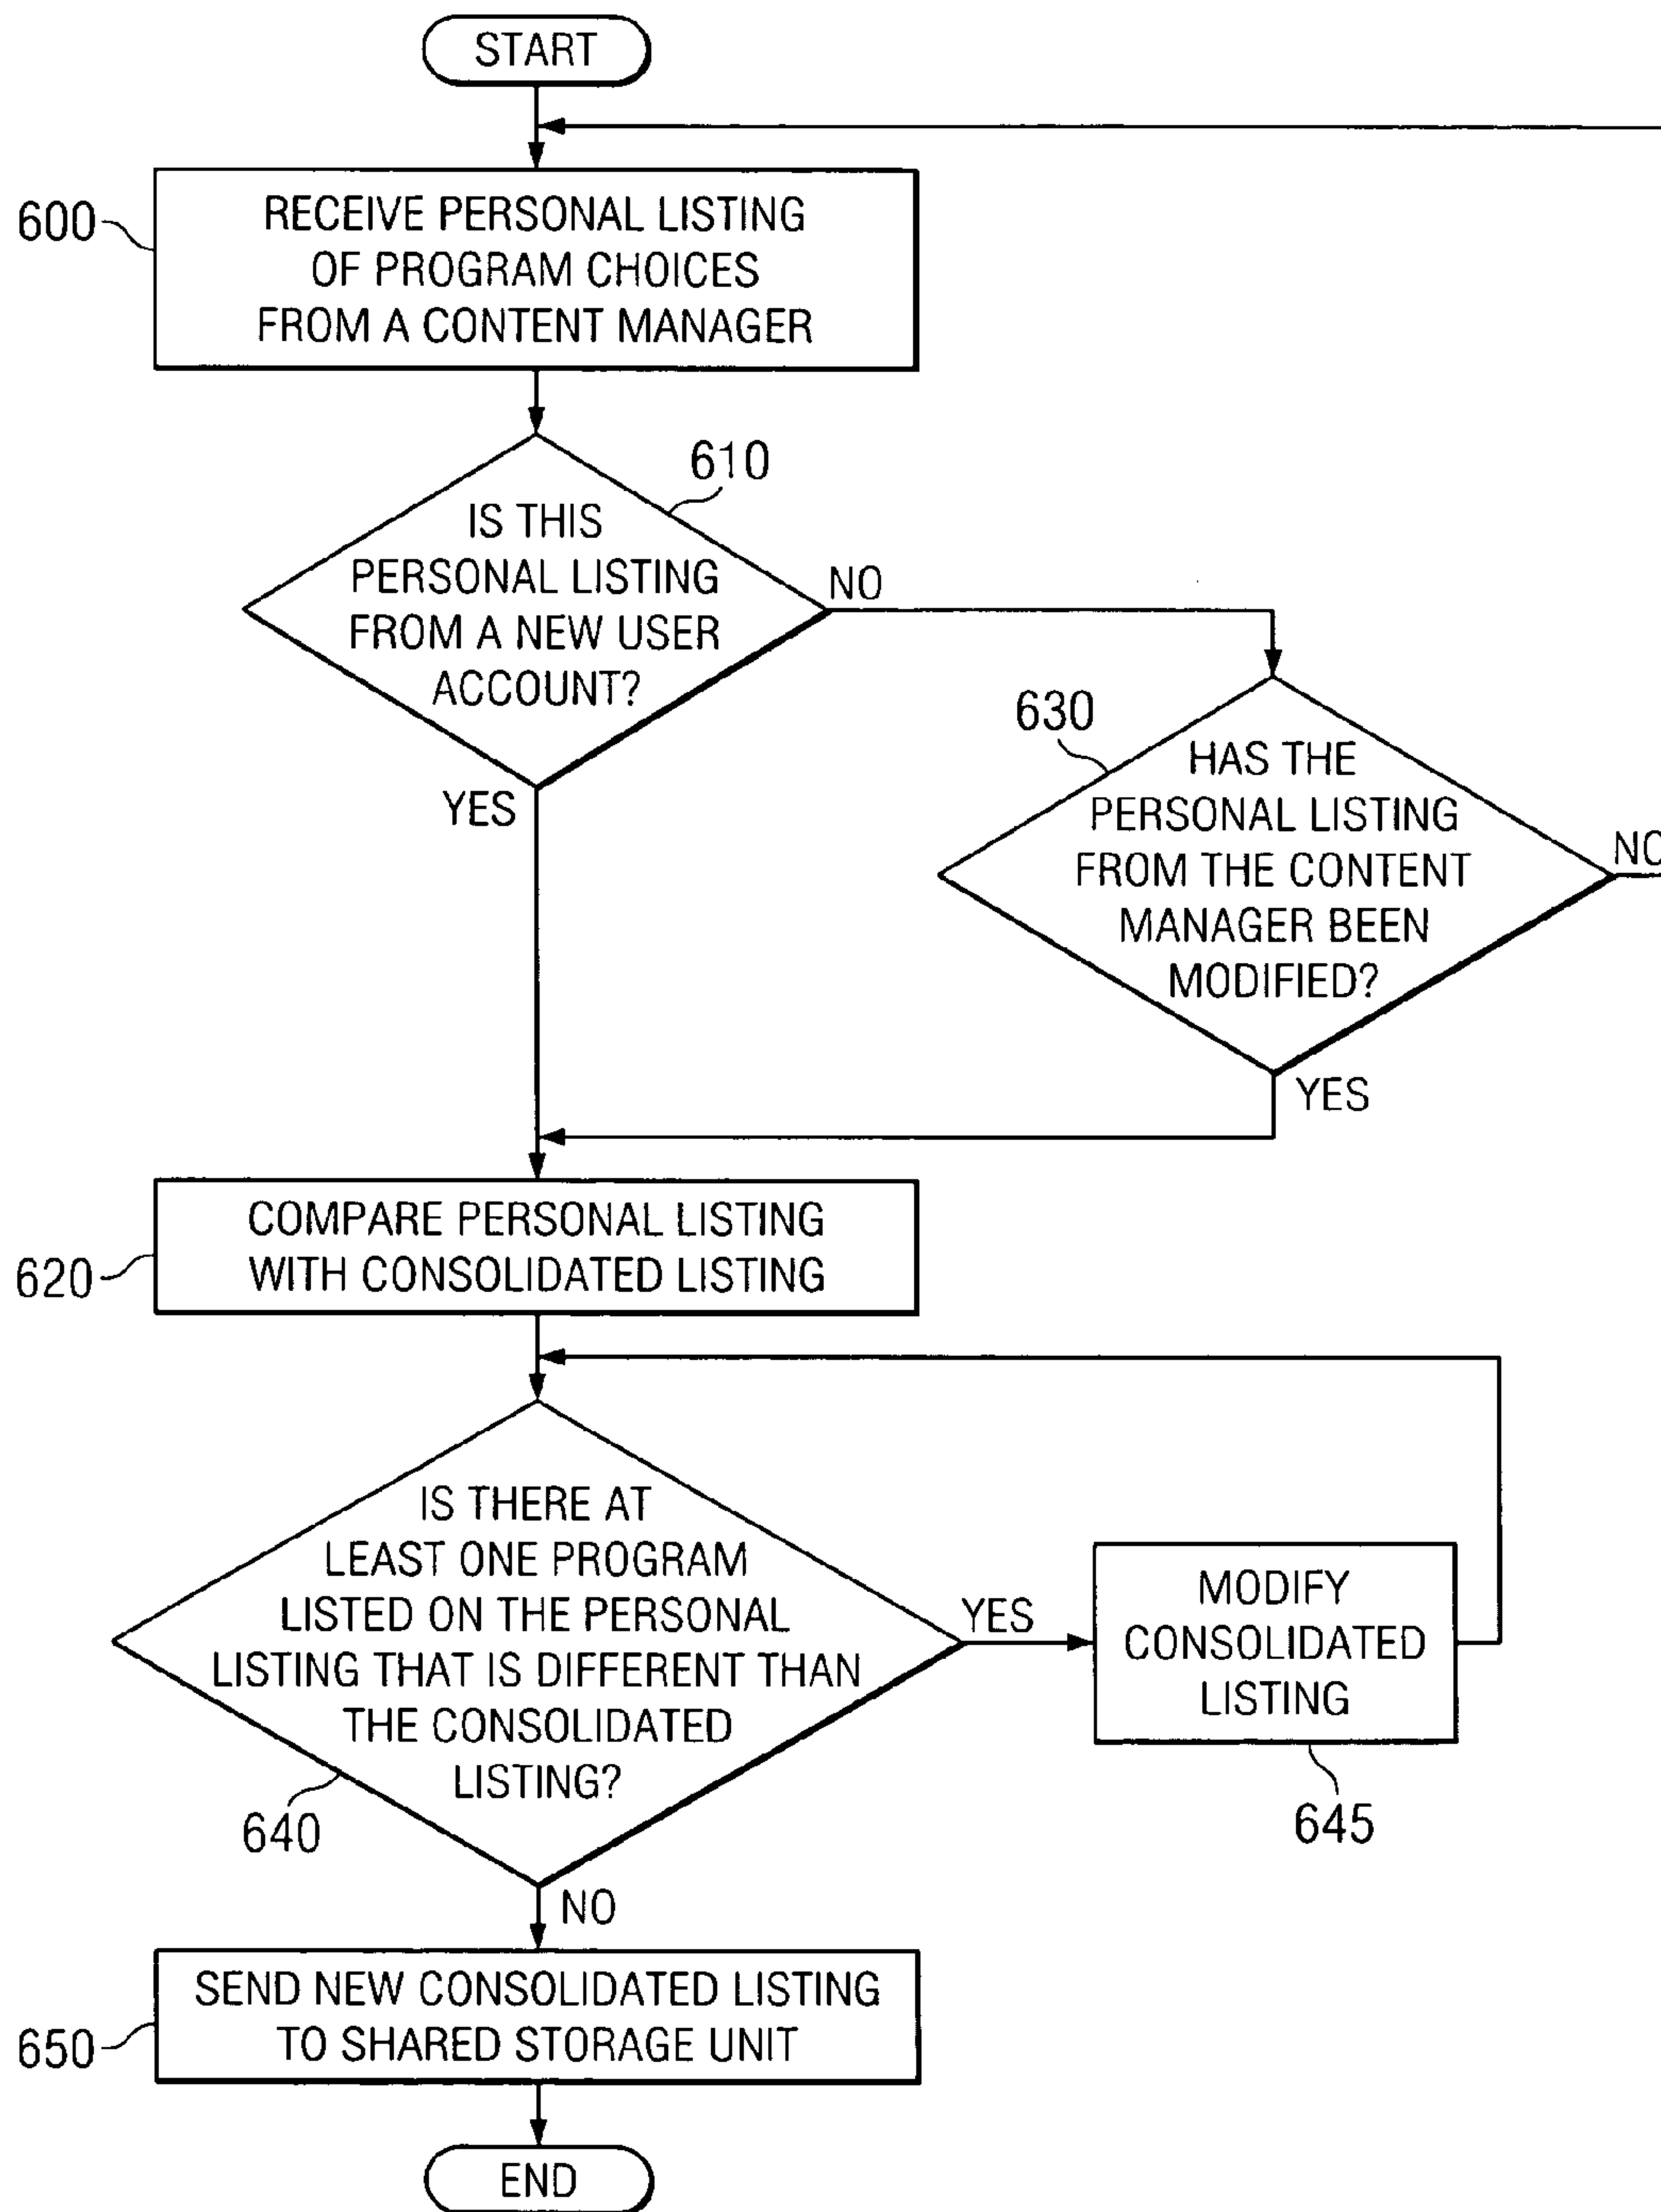 START
600
RECEIVE PERSONAL LISTING
OF PROGRAM CHOICES
FROM A CONTENT MANAGER
610
IS THIS
PERSONAL LISTING
FROM A NEW USER
ACCOUNT?
NO
YES
630
HAS THE
PERSONAL LISTING
FROM THE CONTENT
MANAGER BEEN
MODIFIED?
NO
YES
620
COMPARE PERSONAL LISTING
WITH CONSOLIDATED LISTING
IS THERE AT
LEAST ONE PROGRAM
LISTED ON THE PERSONAL
LISTING THAT IS DIFFERENT THAN
THE CONSOLIDATED
LISTING?
640
YES
MODIFY
CONSOLIDATED
LISTING
645
NO
650
SEND NEW CONSOLIDATED LISTING
TO SHARED STORAGE UNIT
END